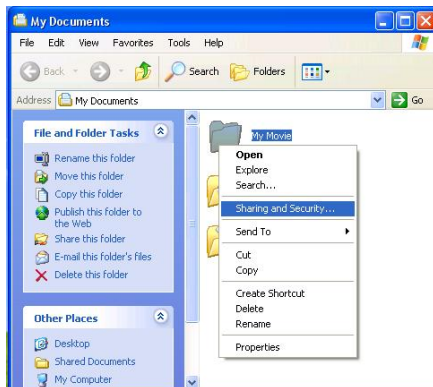 My Documents
File Edit View Favorites Tools Help
Back Search Folders
Address My Documents Go
File and Folder Tasks
Rename this folder
Move this folder
Copy this folder
Publish this folder to
the Web
Share this folder
E-mail this folder's files
Delete this folder
Other Places
Desktop
Shared Documents
My Computer
My Movie
Open
Explore
Search...
Sharing and Security...
Send To
Cut
Copy
Create Shortcut
Delete
Rename
Properties